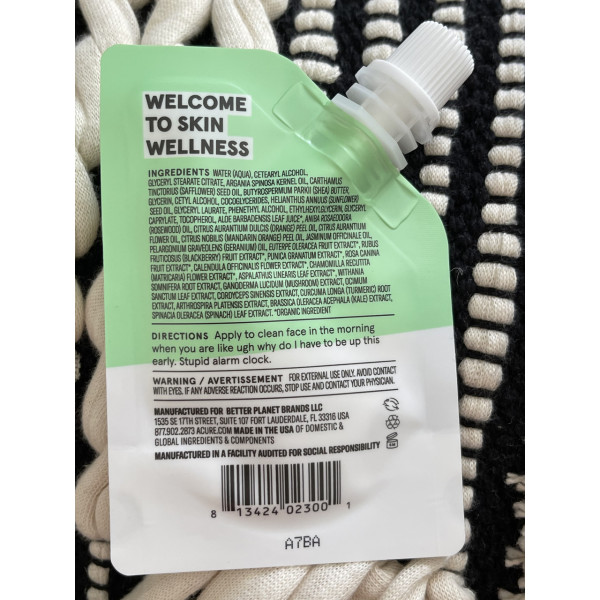 WELCOME
TO SKIN
WELLNESS
INGREDIENTS WATER (AQUA), CETEARYL ALCOHOL,
GLYCERYL STEARATE CITRATE, ARGANIA SPINOSA KERNEL OIL, CARTHAMUS
TINCTORIUS (SAFFLOWER) SEED OIL, BUTYROSPERMUM PARKII (SHEA) BUTTER,
GLYCERIN, CETYL ALCOHOL, COCOGLYCERIDES, HELIANTHUS ANNUUS (SUNFLOWER)
SEED OIL, GLYCERYL LAURATE, PHENETHYL ALCOHOL, ETHYLHEXYLGLYCERIN, GLYCERYL
CAPRYLATE, TOCOPHEROL, ALOE BARBADENSIS LEAF JUICE*, ANIBA ROSAEODORA
(ROSEWOOD) OIL, CITRUS AURANTIUM DULCIS (ORANGE) PEEL OIL, CITRUS AURANTIUM
FLOWER OIL, CITRUS NOBILIS (MANDARIN ORANGE) PEEL OIL, JASMINUM OFFICINALE OIL,
PELARGONIUM GRAVEOLENS (GERANIUM) OIL, EUTERPE OLERACEA FRUIT EXTRACT*, RUBUS
FRUTICOSUS (BLACKBERRY) FRUIT EXTRACT*, PUNICA GRANATUM EXTRACT*, ROSA CANINA
FRUIT EXTRACT*, CALENDULA OFFICINALIS FLOWER EXTRACT*, CHAMOMILLA RECUTITA
(MATRICARIA) FLOWER EXTRACT*, ASPALATHUS LINEARIS LEAF EXTRACT*, WITHANIA
SOMNIFERA ROOT EXTRACT, GANODERMA LUCIDUM (MUSHROOM) EXTRACT, OCIMUM
SANCTUM LEAF EXTRACT, CORDYCEPS SINENSIS EXTRACT, CURCUMA LONGA (TURMERIC) ROOT
EXTRACT, ARTHROSPIRA PLATENSIS EXTRACT, BRASSICA OLERACEA ACEPHALA (KALE) EXTRACT,
SPINACIA OLERACEA (SPINACH) LEAF EXTRACT. *ORGANIC INGREDIENT
DIRECTIONS Apply to clean face in the morning
when you are like ugh why do I have to be up this
early. Stupid alarm clock.
WARNING / AVERTISSEMENT FOR EXTERNAL USE ONLY. AVOID CONTACT
WITH EYES. IF ANY ADVERSE REACTION OCCURS, STOP USE AND CONTACT YOUR PHYSICIAN.
MANUFACTURED FOR BETTER PLANET BRANDS LLC
1535 SE 17TH STREET, SUITE 107 FORT LAUDERDALE, FL 33316 USA
877.902.2873 ACURE.COM MADE IN THE USA OF DOMESTIC &
GLOBAL INGREDIENTS & COMPONENTS
MANUFACTURED IN A FACILITY AUDITED FOR SOCIAL RESPONSIBILITY
8 13424 02300 1
A7BA